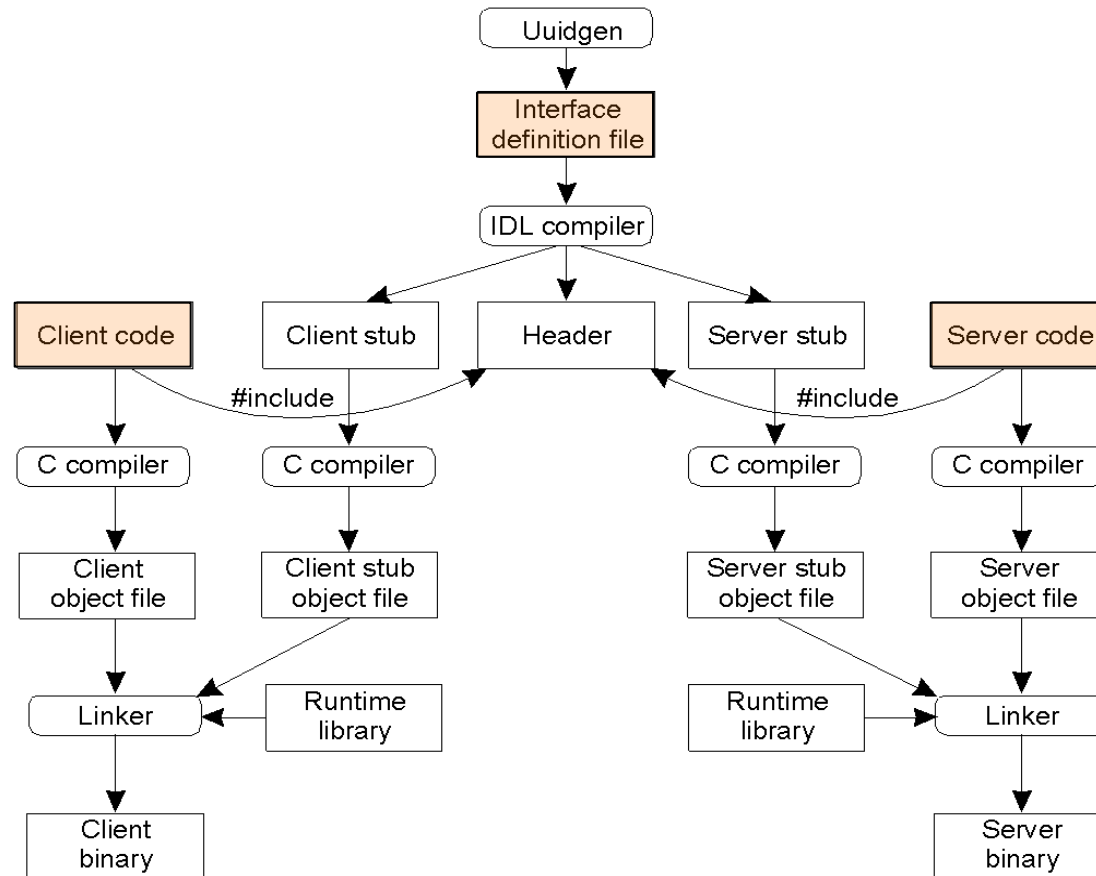 Uuidgen
Interface
definition file
IDL compiler
Client code
Client stub
Header
Server stub
Server code
#include
#include
C compiler
C compiler
C compiler
C compiler
Client
object file
Client stub
object file
Server stub
object file
Server
object file
Linker
Runtime
library
Runtime
library
Linker
Client
binary
Server
binary